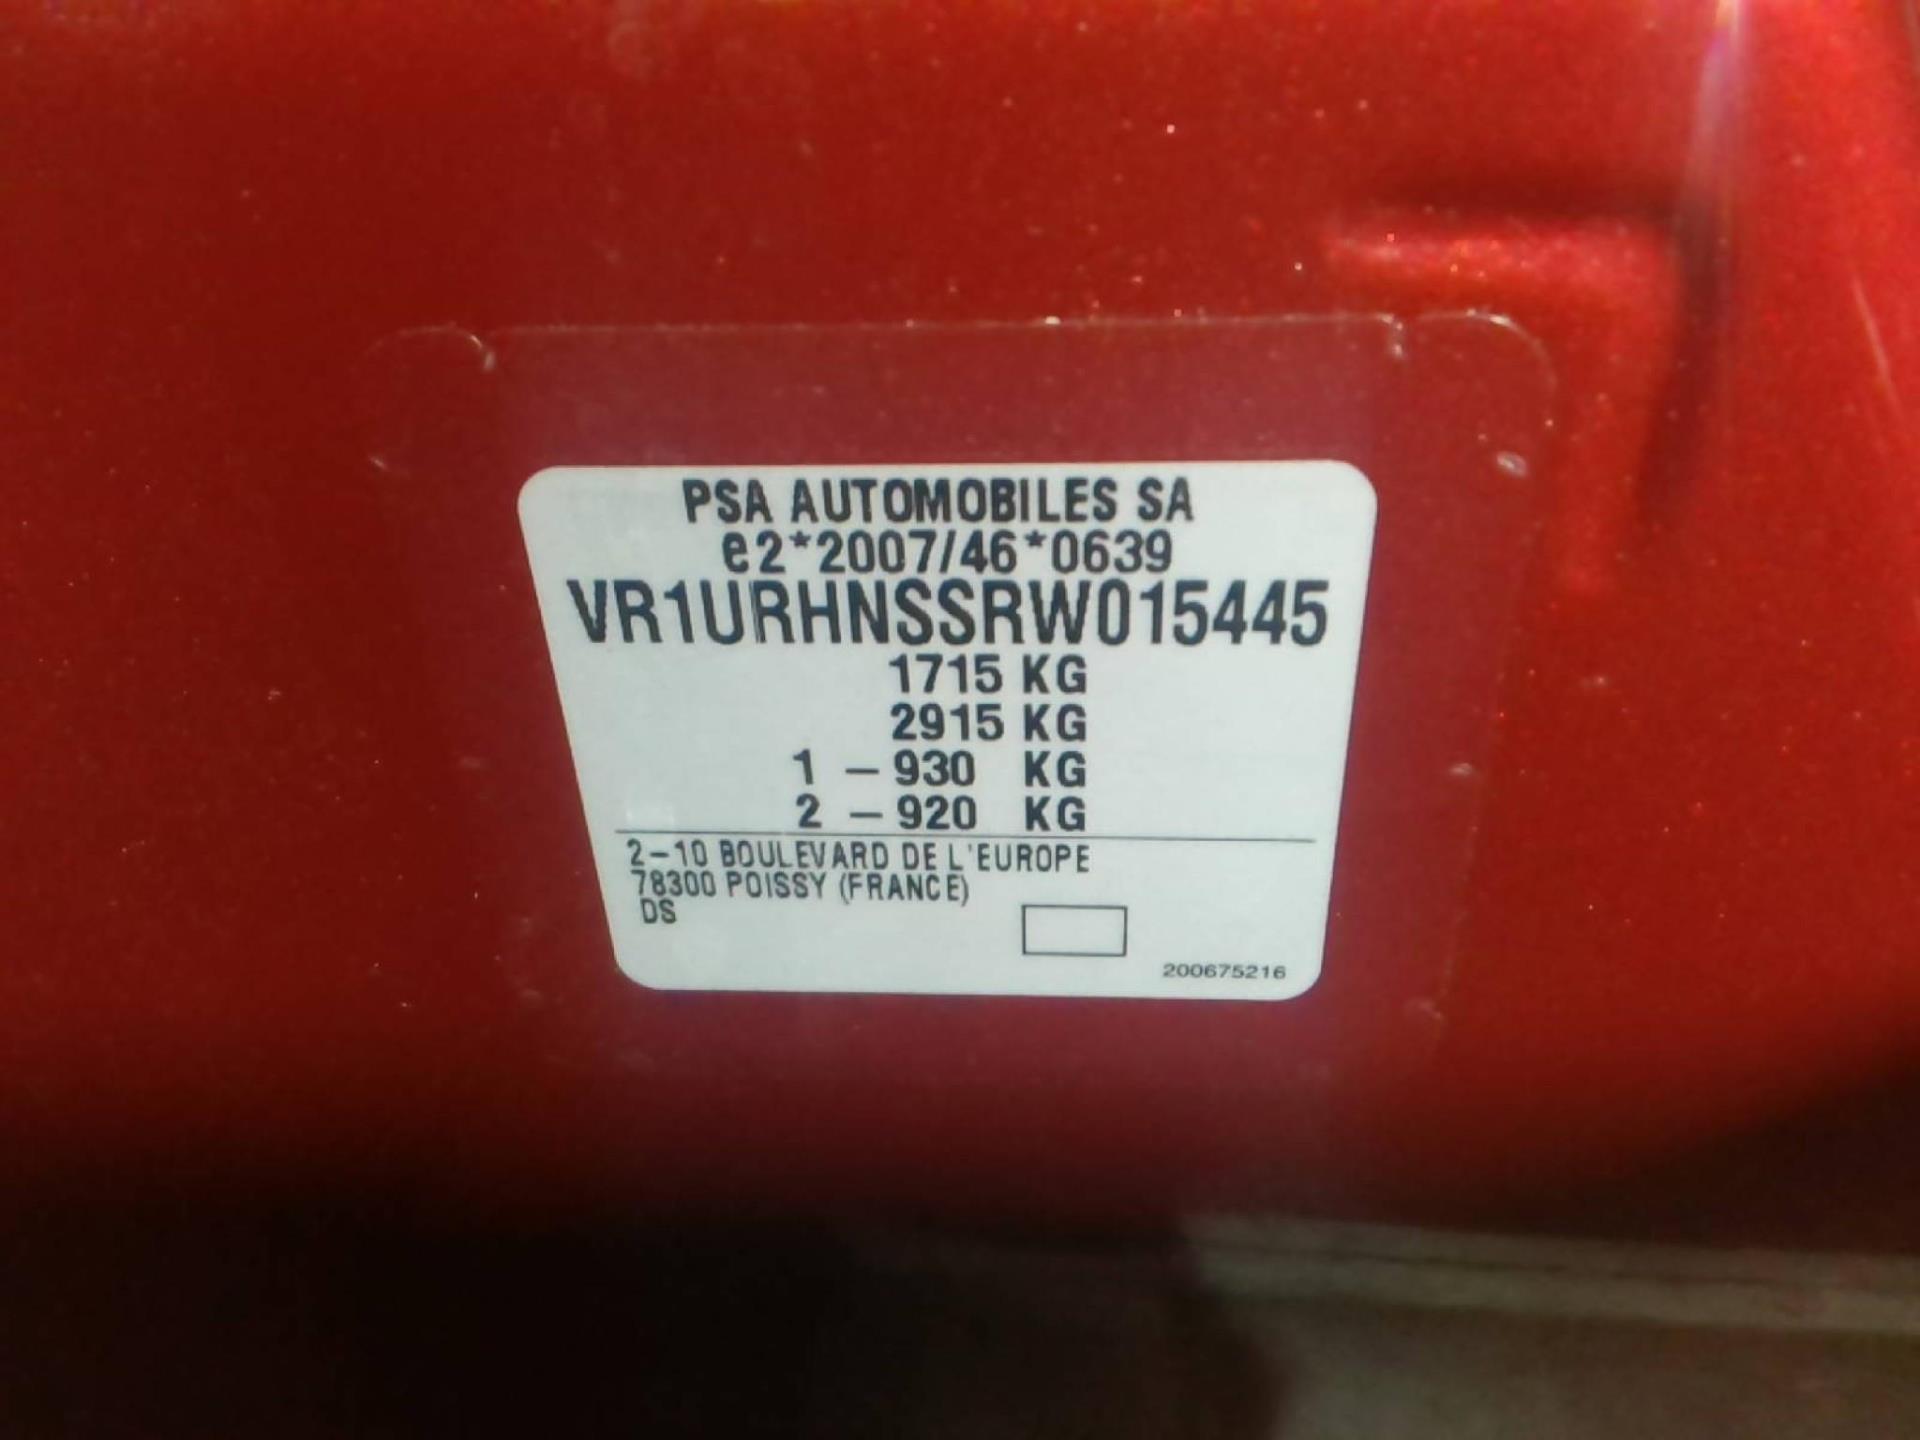 PSA AUTOMOBILES SA
e2*2007/46*0639
VR1URHNSSRW015445
1715 KG
2915 KG
1 – 930 KG
2 – 920 KG
2–10 BOULEVARD DE L'EUROPE
78300 POISSY (FRANCE)
DS
200675216